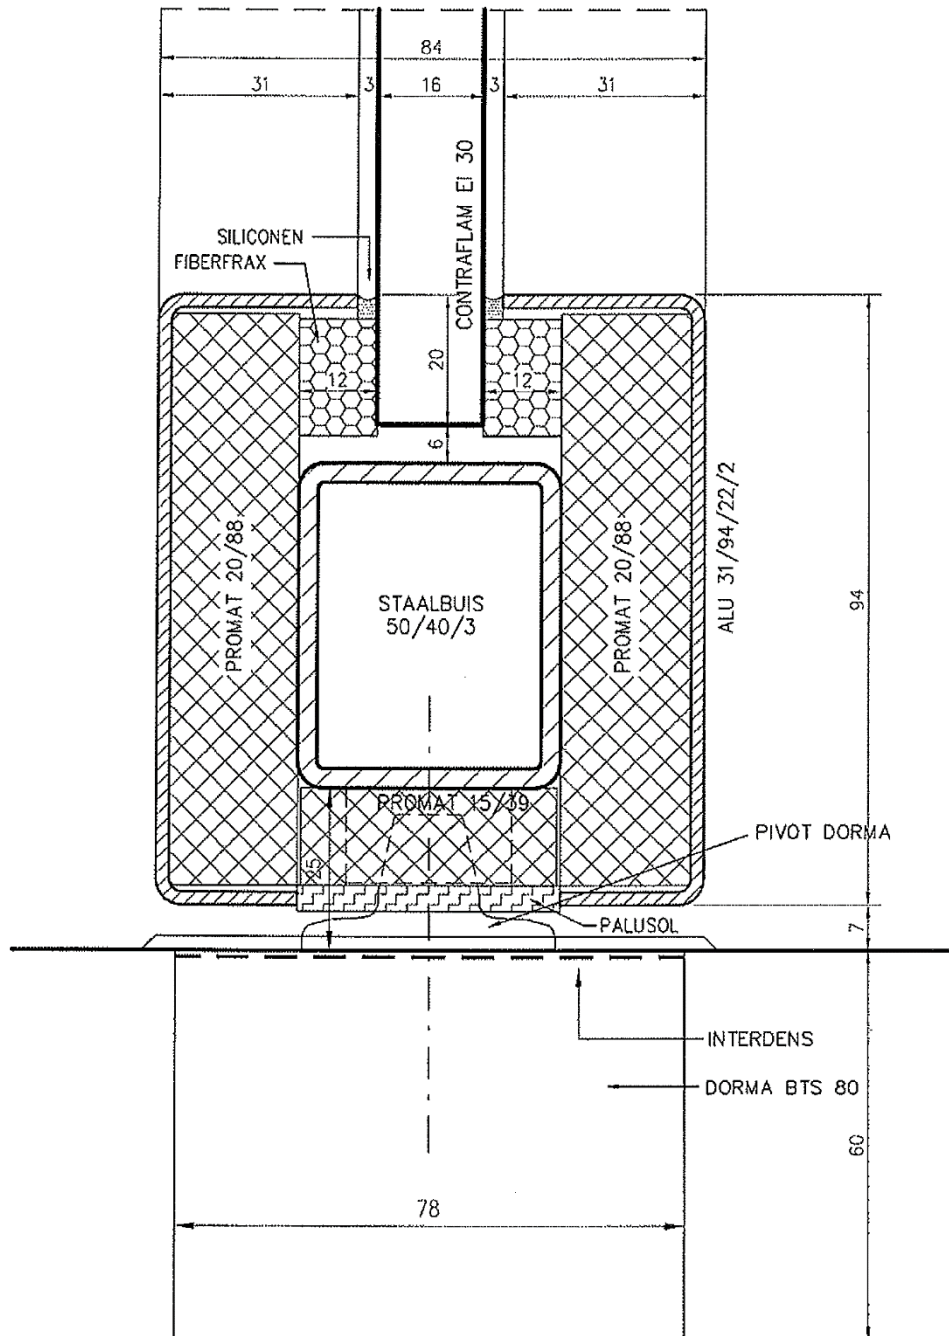 84
31
3
16
3
31
CONTRAFLAM EI 30
SILICONEN
FIBERFRAX
20
12
12
6
PROMAT 20/88
STAALBUIS
50/40/3
PROMAT 20/88
ALU 31/94/22/2
94
PROMAT 15/39
25
PIVOT DORMA
PALUSOL
7
INTERDENS
DORMA BTS 80
60
78